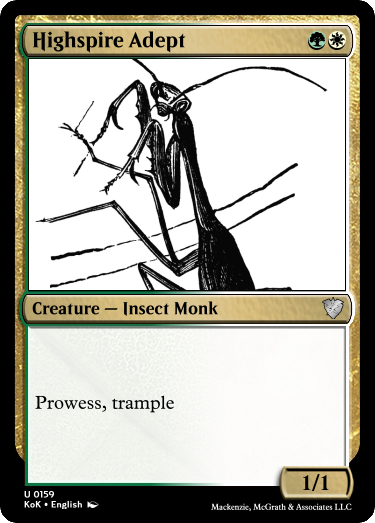 Highspire Adept
Creature — Insect Monk
Prowess, trample
1/1
U 0159
KoK • English
Mackenzie, McGrath & Associates LLC